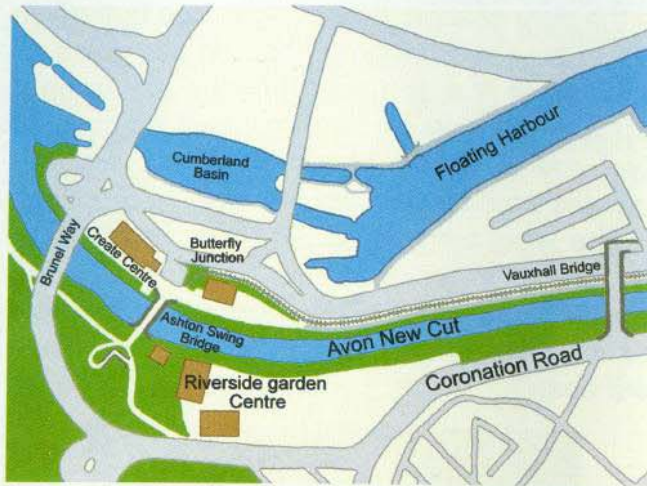 Cumberland
Basin
Floating Harbour
Brunel Way
Create Centre
Butterfly
Junction
Vauxhall Bridge
Ashton Swing
Bridge
Avon New Cut
Coronation Road
Riverside garden
Centre